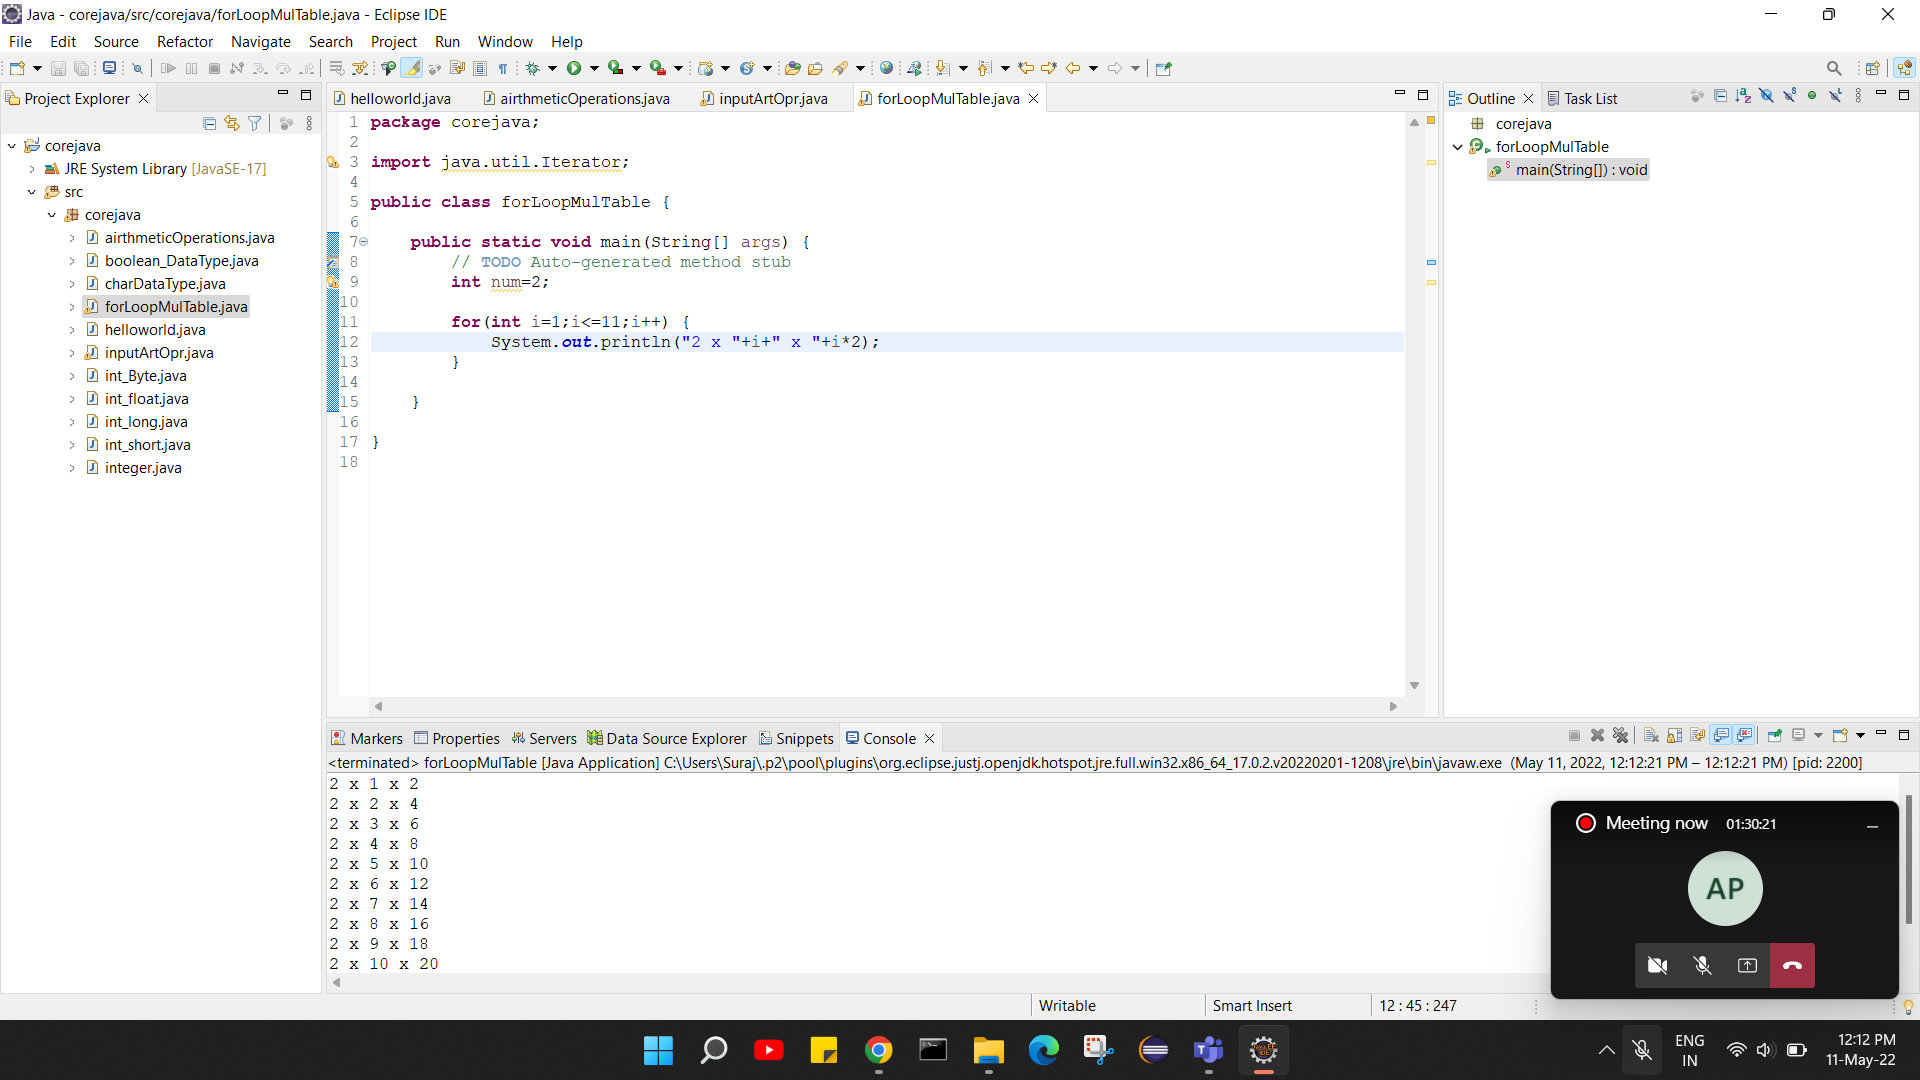 Java - corejava/src/corejava/forLoopMulTable.java - Eclipse IDE
File Edit Source Refactor Navigate Search Project Run Window Help
Project Explorer
corejava
JRE System Library [JavaSE-17]
src
corejava
airthmeticOperations.java
boolean_DataType.java
charDataType.java
forLoopMulTable.java
helloworld.java
inputArtOpr.java
int_Byte.java
int_float.java
int_long.java
int_short.java
integer.java
helloworld.java airthmeticOperations.java inputArtOpr.java forLoopMulTable.java
1 package corejava;
2
3 import java.util.Iterator;
4
5 public class forLoopMulTable {
6
7 public static void main(String[] args) {
8 // TODO Auto-generated method stub
9 int num=2;
10
11 for(int i=1;i<=11;i++) {
12 System.out.println("2 x "+i+" x "+i*2);
13 }
14
15 }
16
17 }
18
Outline Task List
corejava
forLoopMulTable
main(String[]) : void
Markers Properties Servers Data Source Explorer Snippets Console
<terminated> forLoopMulTable [Java Application] C:\Users\Suraj\.p2\pool\plugins\org.eclipse.justj.openjdk.hotspot.jre.full.win32.x86_64_17.0.2.v20220201-1208\jre\bin\javaw.exe (May 11, 2022, 12:12:21 PM – 12:12:21 PM) [pid: 2200]
2 x 1 x 2
2 x 2 x 4
2 x 3 x 6
2 x 4 x 8
2 x 5 x 10
2 x 6 x 12
2 x 7 x 14
2 x 8 x 16
2 x 9 x 18
2 x 10 x 20
Meeting now 01:30:21
AP
Writable Smart Insert 12 : 45 : 247
ENG
IN
12:12 PM
11-May-22